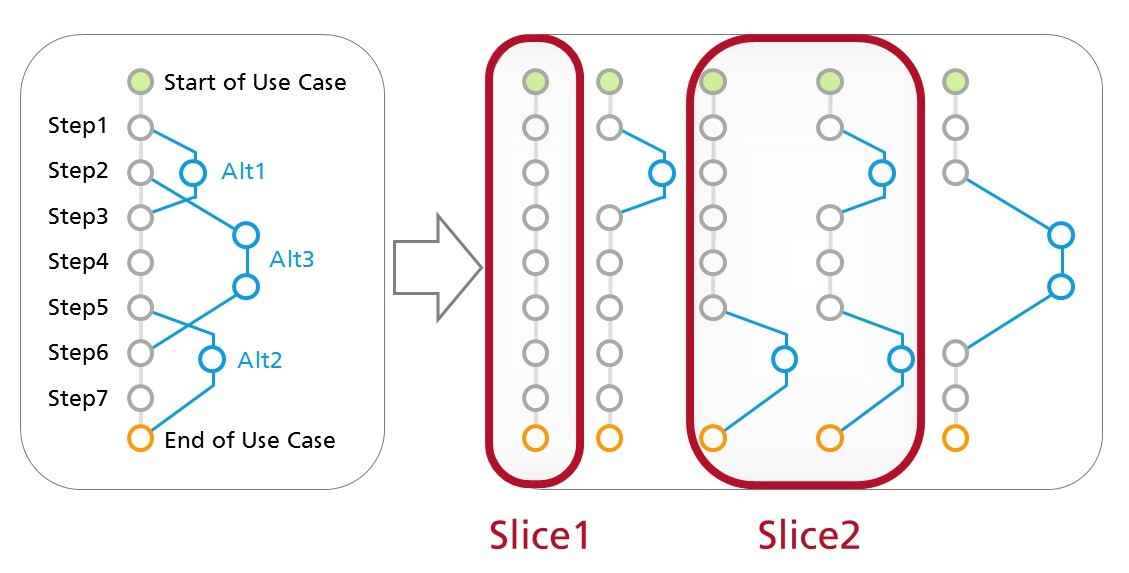 Start of Use Case
Step1
Step2
Alt1
Step3
Step4
Alt3
Step5
Step6
Alt2
Step7
End of Use Case
Slice1
Slice2